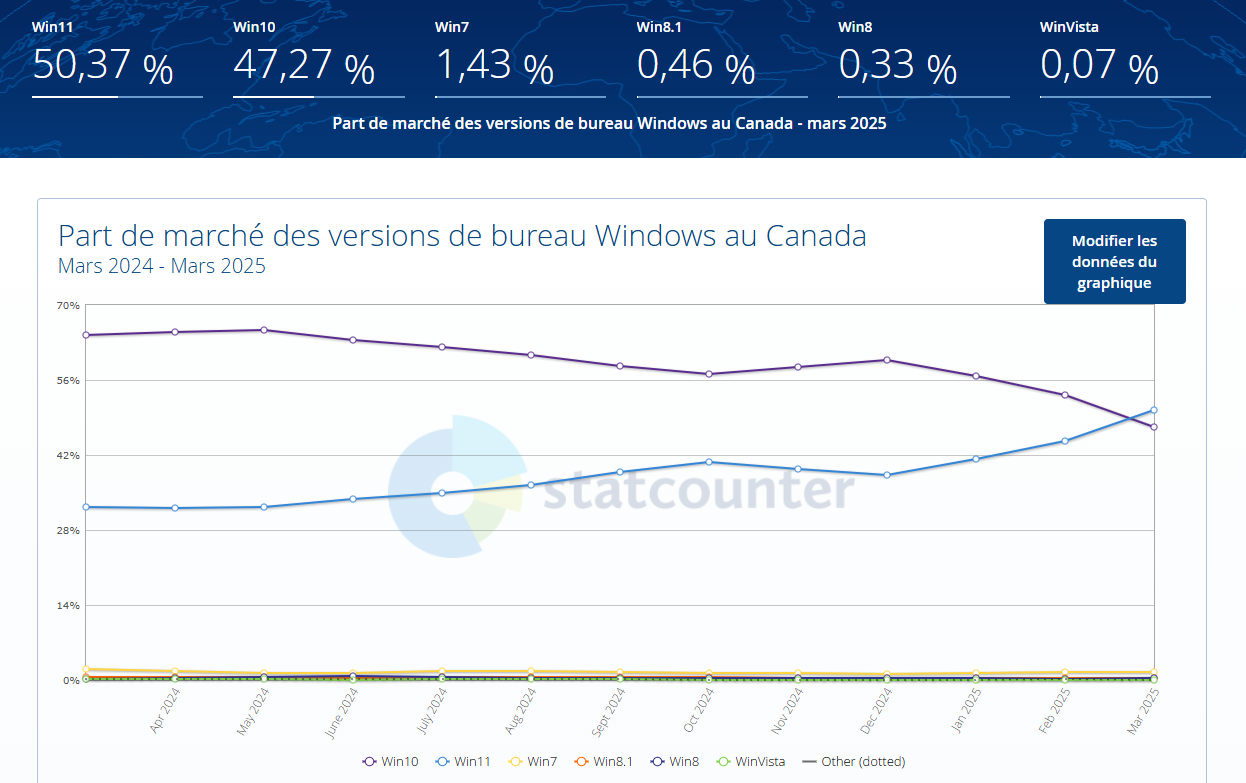 Win11 Win10 Win7 Win8.1 Win8 WinVista
50,37 % 47,27 % 1,43 % 0,46 % 0,33 % 0,07 %
Part de marché des versions de bureau Windows au Canada - mars 2025
Part de marché des versions de bureau Windows au Canada
Mars 2024 - Mars 2025
Modifier les
données du
graphique
70%
56%
42%
28%
14%
0%
statcounter
Apr 2024 May 2024 June 2024 July 2024 Aug 2024 Sept 2024 Oct 2024 Nov 2024 Dec 2024 Jan 2025 Feb 2025 Mar 2025
Win10 Win11 Win7 Win8.1 Win8 WinVista Other (dotted)